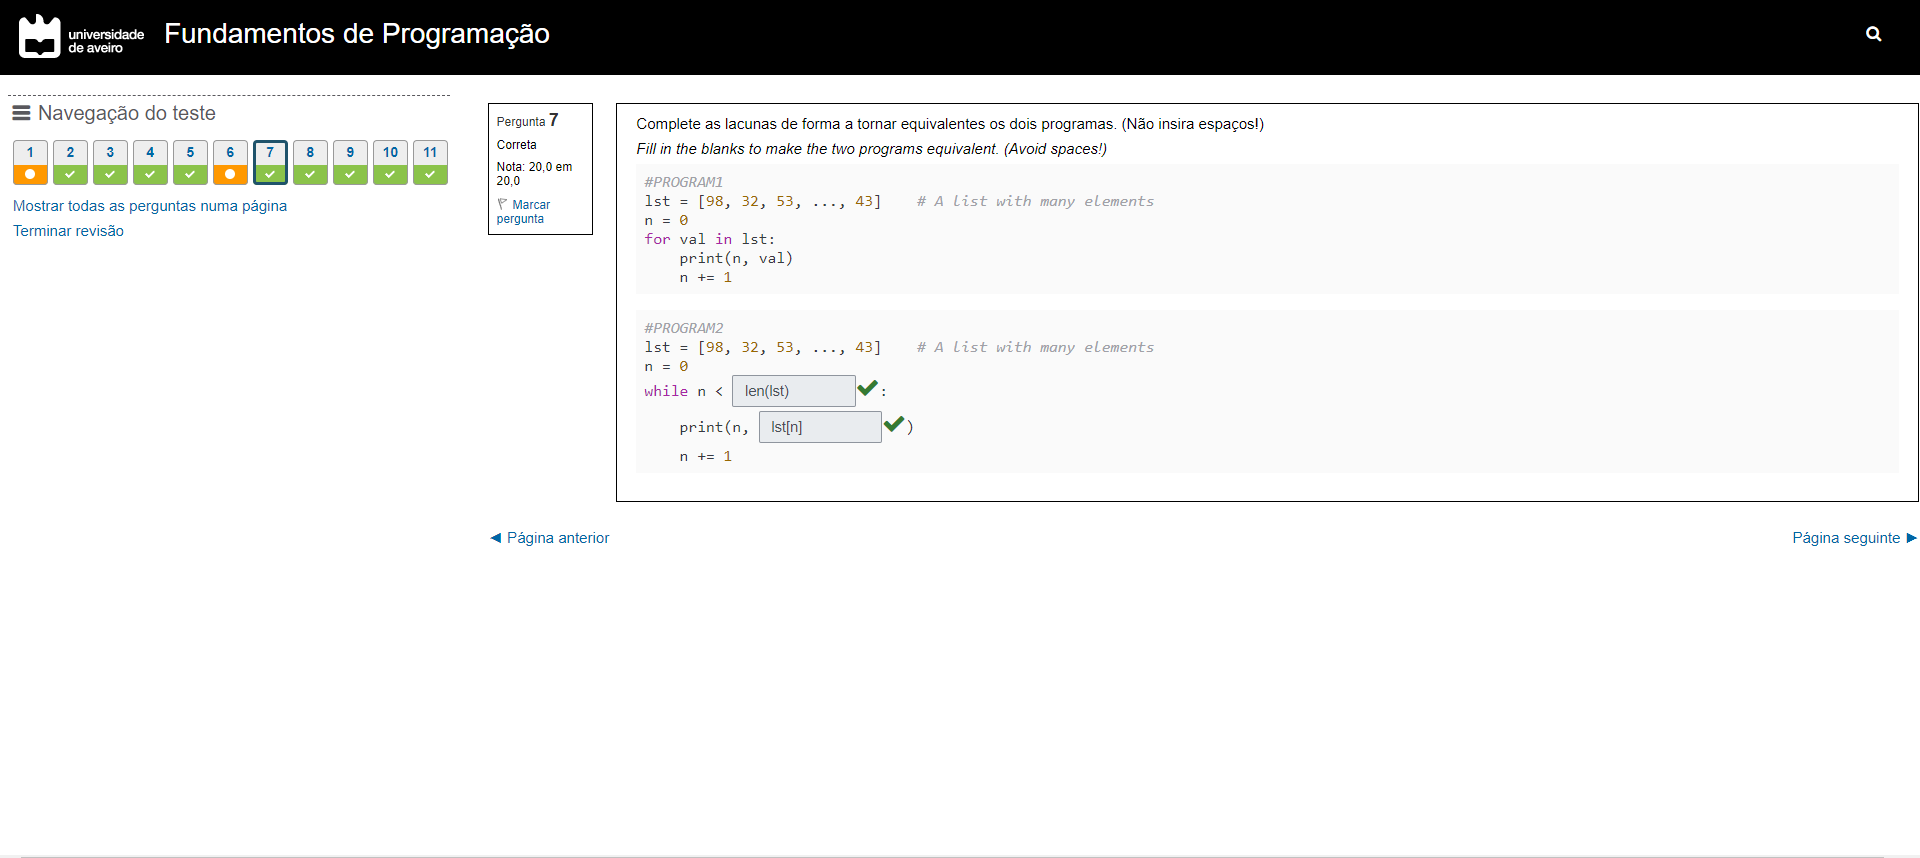 universidade
de aveiro
Fundamentos de Programação
Navegação do teste
1 2 3 4 5 6 7 8 9 10 11
Mostrar todas as perguntas numa página
Terminar revisão
Pergunta 7
Correta
Nota: 20,0 em
20,0
Marcar
pergunta
Complete as lacunas de forma a tornar equivalentes os dois programas. (Não insira espaços!)
Fill in the blanks to make the two programs equivalent. (Avoid spaces!)
#PROGRAM1
lst = [98, 32, 53, ..., 43]    # A list with many elements
n = 0
for val in lst:
    print(n, val)
    n += 1
#PROGRAM2
lst = [98, 32, 53, ..., 43]    # A list with many elements
n = 0
while n < len(lst) :
    print(n, lst[n] )
    n += 1
◄ Página anterior
Página seguinte ►